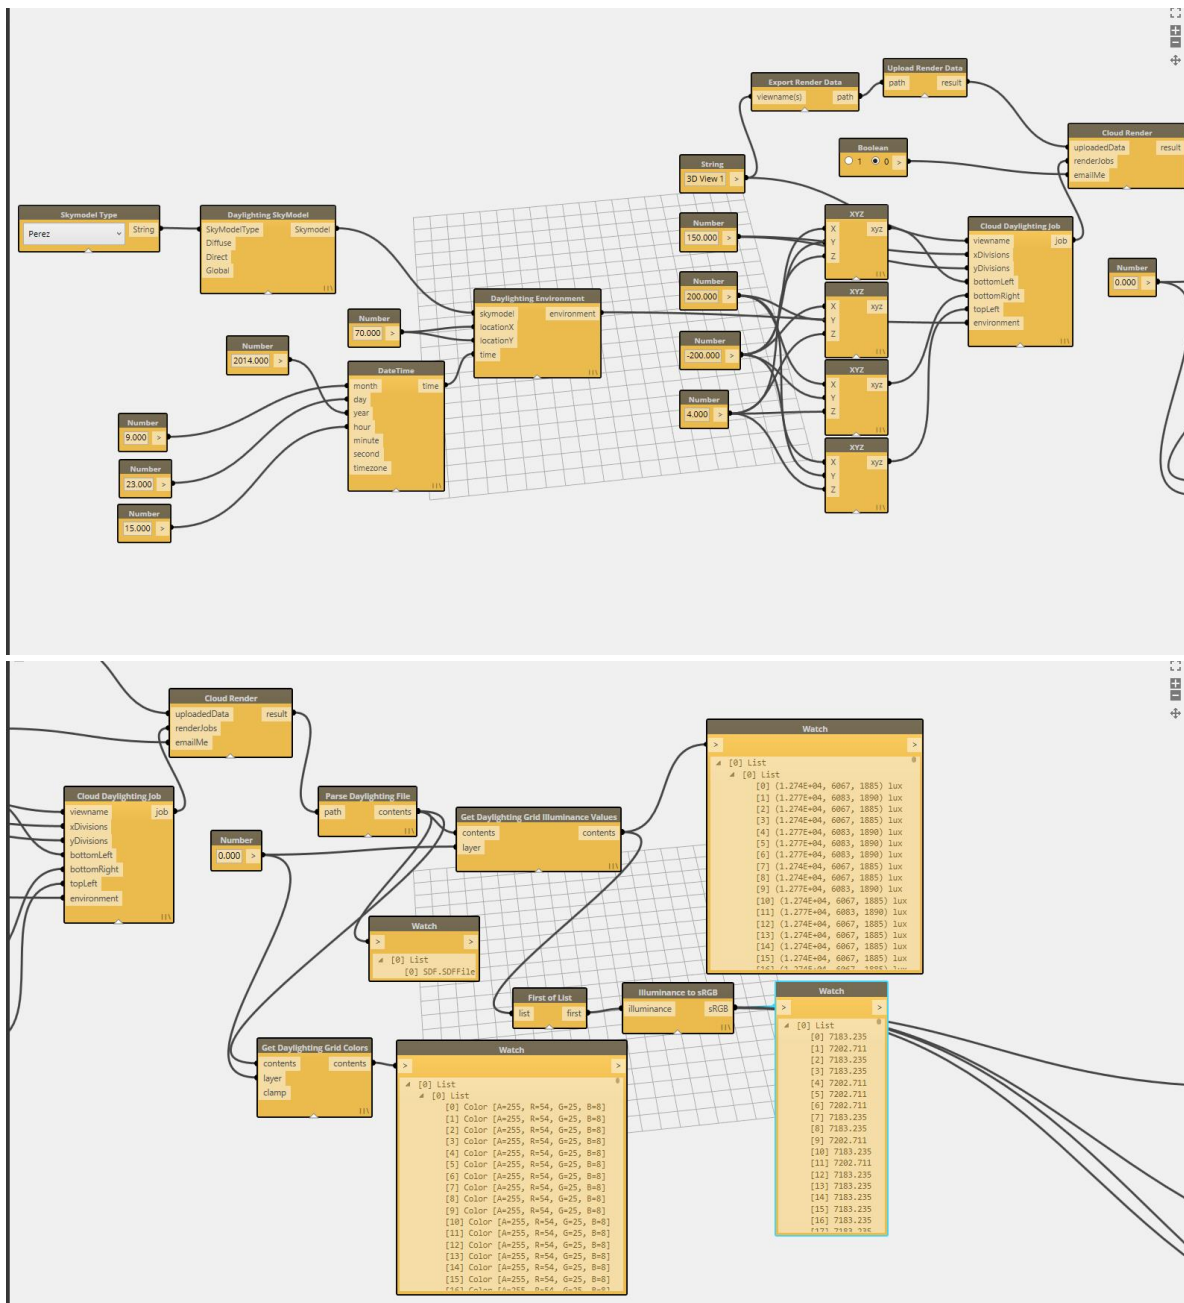 Export Render Data
viewname(s) path
Upload Render Data
path result
Cloud Render
uploadedData result
renderJobs
emailMe
Boolean
1 0 >
String
3D View 1 >
Skymodel Type
Perez String
Daylighting SkyModel
SkyModelType Skymodel
Diffuse
Direct
Global
Number
150.000 >
Number
200.000 >
Number
-200.000 >
Number
4.000 >
XYZ
X xyz
Y
Z
XYZ
X xyz
Y
Z
XYZ
X xyz
Y
Z
XYZ
X xyz
Y
Z
Cloud Daylighting Job
viewname job
xDivisions
yDivisions
bottomLeft
bottomRight
topLeft
environment
Number
0.000 >
Daylighting Environment
skymodel environment
locationX
locationY
time
Number
70.000 >
Number
2014.000 >
DateTime
month time
day
year
hour
minute
second
timezone
Number
9.000 >
Number
23.000 >
Number
15.000 >
Cloud Render
uploadedData result
renderJobs
emailMe
Cloud Daylighting Job
viewname job
xDivisions
yDivisions
bottomLeft
bottomRight
topLeft
environment
Number
0.000 >
Parse Daylighting File
path contents
Get Daylighting Grid Illuminance Values
contents contents
layer
Watch
> >
[0] List
[0] List
[0] (1.274E+04, 6067, 1885) lux
[1] (1.277E+04, 6083, 1890) lux
[2] (1.274E+04, 6067, 1885) lux
[3] (1.274E+04, 6067, 1885) lux
[4] (1.277E+04, 6083, 1890) lux
[5] (1.277E+04, 6083, 1890) lux
[6] (1.277E+04, 6083, 1890) lux
[7] (1.274E+04, 6067, 1885) lux
[8] (1.274E+04, 6067, 1885) lux
[9] (1.277E+04, 6083, 1890) lux
[10] (1.274E+04, 6067, 1885) lux
[11] (1.277E+04, 6083, 1890) lux
[12] (1.274E+04, 6067, 1885) lux
[13] (1.274E+04, 6067, 1885) lux
[14] (1.274E+04, 6067, 1885) lux
[15] (1.274E+04, 6067, 1885) lux
[16] (1.274E+04, 6067, 1885) lux
Watch
> >
[0] List
[0] SDF.SDFFile
First of List
list first
Illuminance to sRGB
illuminance sRGB
Watch
> >
[0] List
[0] 7183.235
[1] 7202.711
[2] 7183.235
[3] 7183.235
[4] 7202.711
[5] 7202.711
[6] 7202.711
[7] 7183.235
[8] 7183.235
[9] 7202.711
[10] 7183.235
[11] 7202.711
[12] 7183.235
[13] 7183.235
[14] 7183.235
[15] 7183.235
[16] 7183.235
[17] 7183.235
Get Daylighting Grid Colors
contents contents
layer
clamp
Watch
> >
[0] List
[0] List
[0] Color [A=255, R=54, G=25, B=8]
[1] Color [A=255, R=54, G=25, B=8]
[2] Color [A=255, R=54, G=25, B=8]
[3] Color [A=255, R=54, G=25, B=8]
[4] Color [A=255, R=54, G=25, B=8]
[5] Color [A=255, R=54, G=25, B=8]
[6] Color [A=255, R=54, G=25, B=8]
[7] Color [A=255, R=54, G=25, B=8]
[8] Color [A=255, R=54, G=25, B=8]
[9] Color [A=255, R=54, G=25, B=8]
[10] Color [A=255, R=54, G=25, B=8]
[11] Color [A=255, R=54, G=25, B=8]
[12] Color [A=255, R=54, G=25, B=8]
[13] Color [A=255, R=54, G=25, B=8]
[14] Color [A=255, R=54, G=25, B=8]
[15] Color [A=255, R=54, G=25, B=8]
[16] Color [A=255, R=54, G=25, B=8]